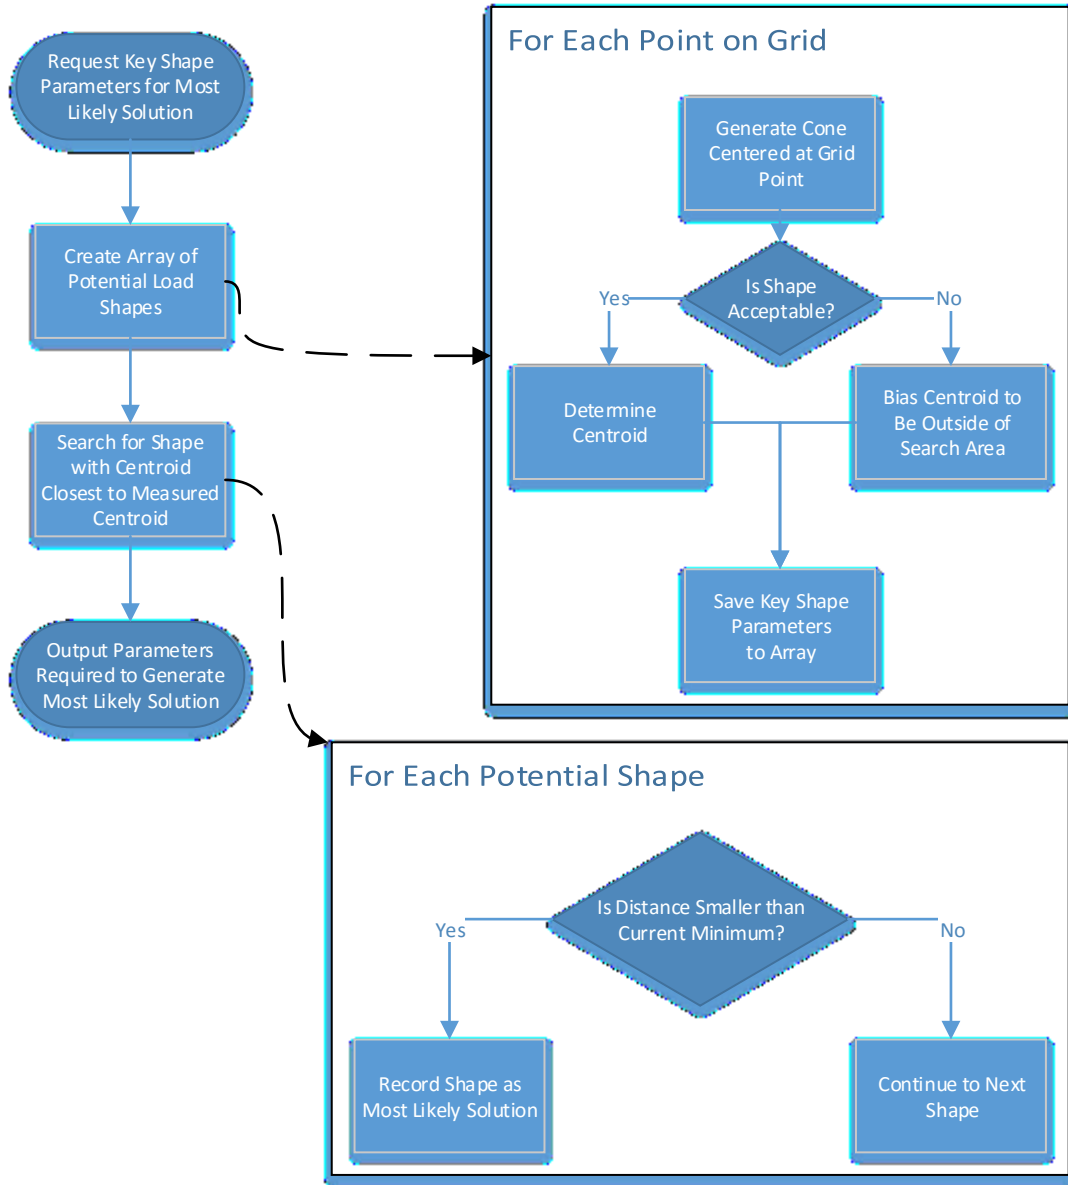 Request Key Shape
Parameters for Most
Likely Solution
Create Array of
Potential Load
Shapes
Search for Shape
with Centroid
Closest to Measured
Centroid
Output Parameters
Required to Generate
Most Likely Solution
For Each Point on Grid
Generate Cone
Centered at Grid
Point
Is Shape
Acceptable?
Yes
No
Determine
Centroid
Bias Centroid to
Be Outside of
Search Area
Save Key Shape
Parameters
to Array
For Each Potential Shape
Is Distance Smaller than
Current Minimum?
Yes
No
Record Shape as
Most Likely Solution
Continue to Next
Shape